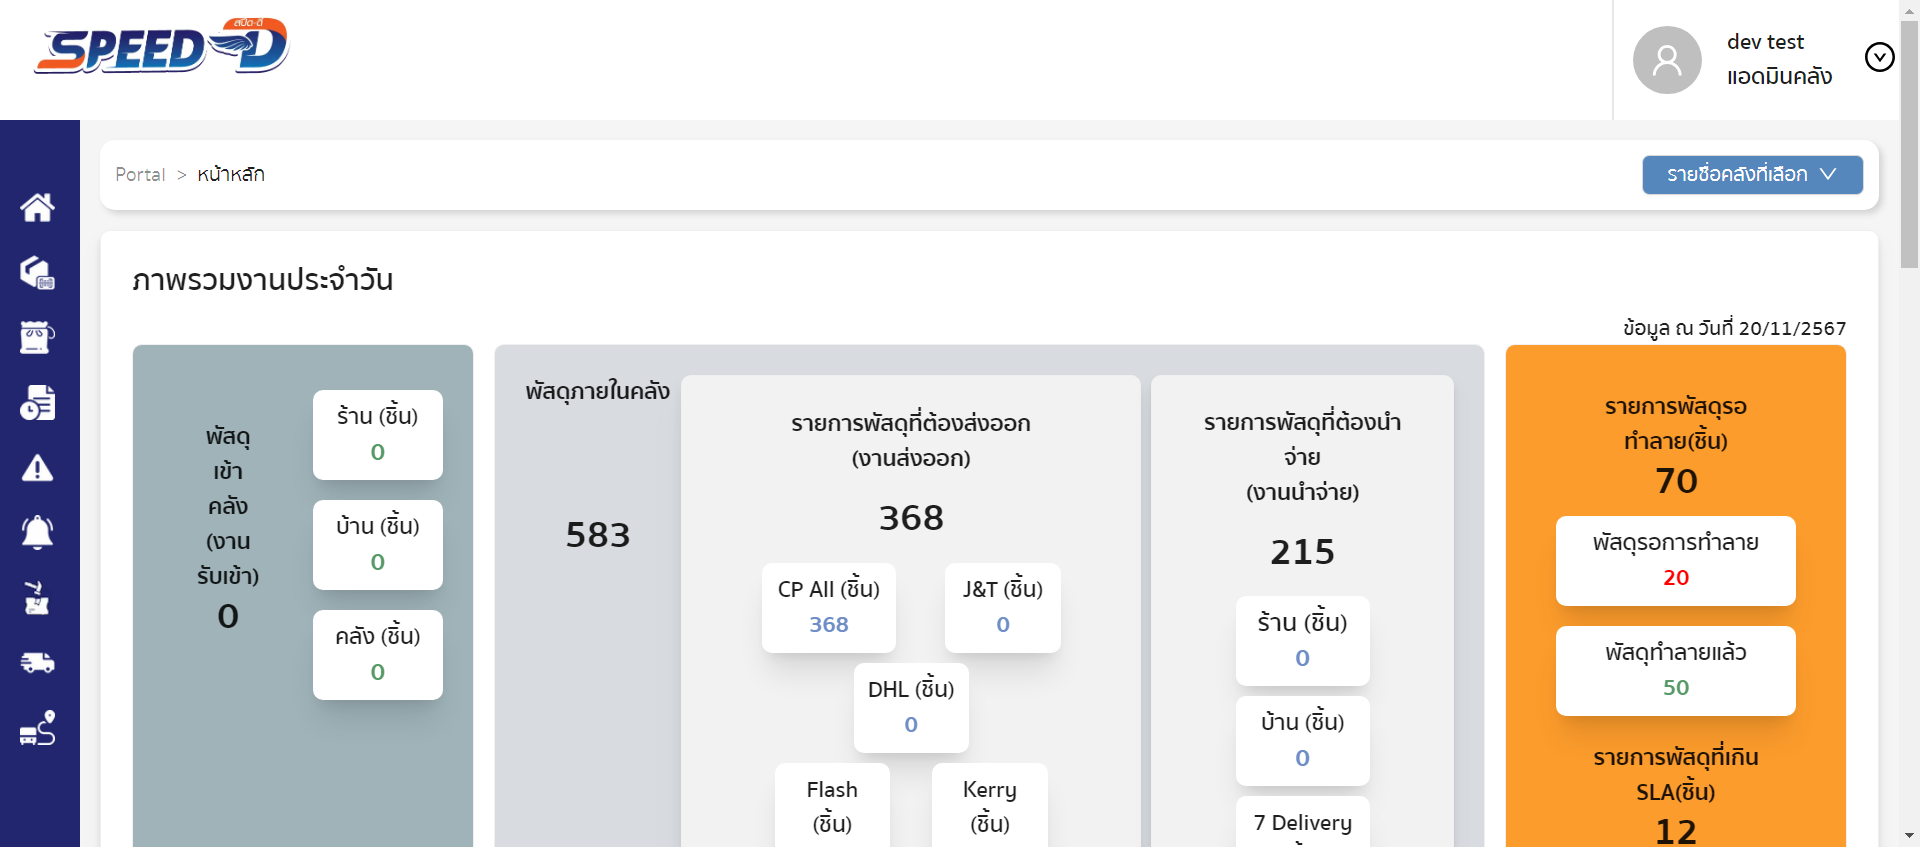 สปีด-ดี
SPEED-D
dev test
แอดมินคลัง
Portal > หน้าหลัก
รายชื่อคลังที่เลือก
ภาพรวมงานประจำวัน
ข้อมูล ณ วันที่ 20/11/2567
พัสดุ
เข้า
คลัง
(งาน
รับเข้า)
0
ร้าน (ชิ้น)
0
บ้าน (ชิ้น)
0
คลัง (ชิ้น)
0
พัสดุภายในคลัง
583
รายการพัสดุที่ต้องส่งออก
(งานส่งออก)
368
CP All (ชิ้น)
368
J&T (ชิ้น)
0
DHL (ชิ้น)
0
Flash
(ชิ้น)
Kerry
(ชิ้น)
รายการพัสดุที่ต้องนำ
จ่าย
(งานนำจ่าย)
215
ร้าน (ชิ้น)
0
บ้าน (ชิ้น)
0
7 Delivery
รายการพัสดุรอ
ทำลาย(ชิ้น)
70
พัสดุรอการทำลาย
20
พัสดุทำลายแล้ว
50
รายการพัสดุที่เกิน
SLA(ชิ้น)
12